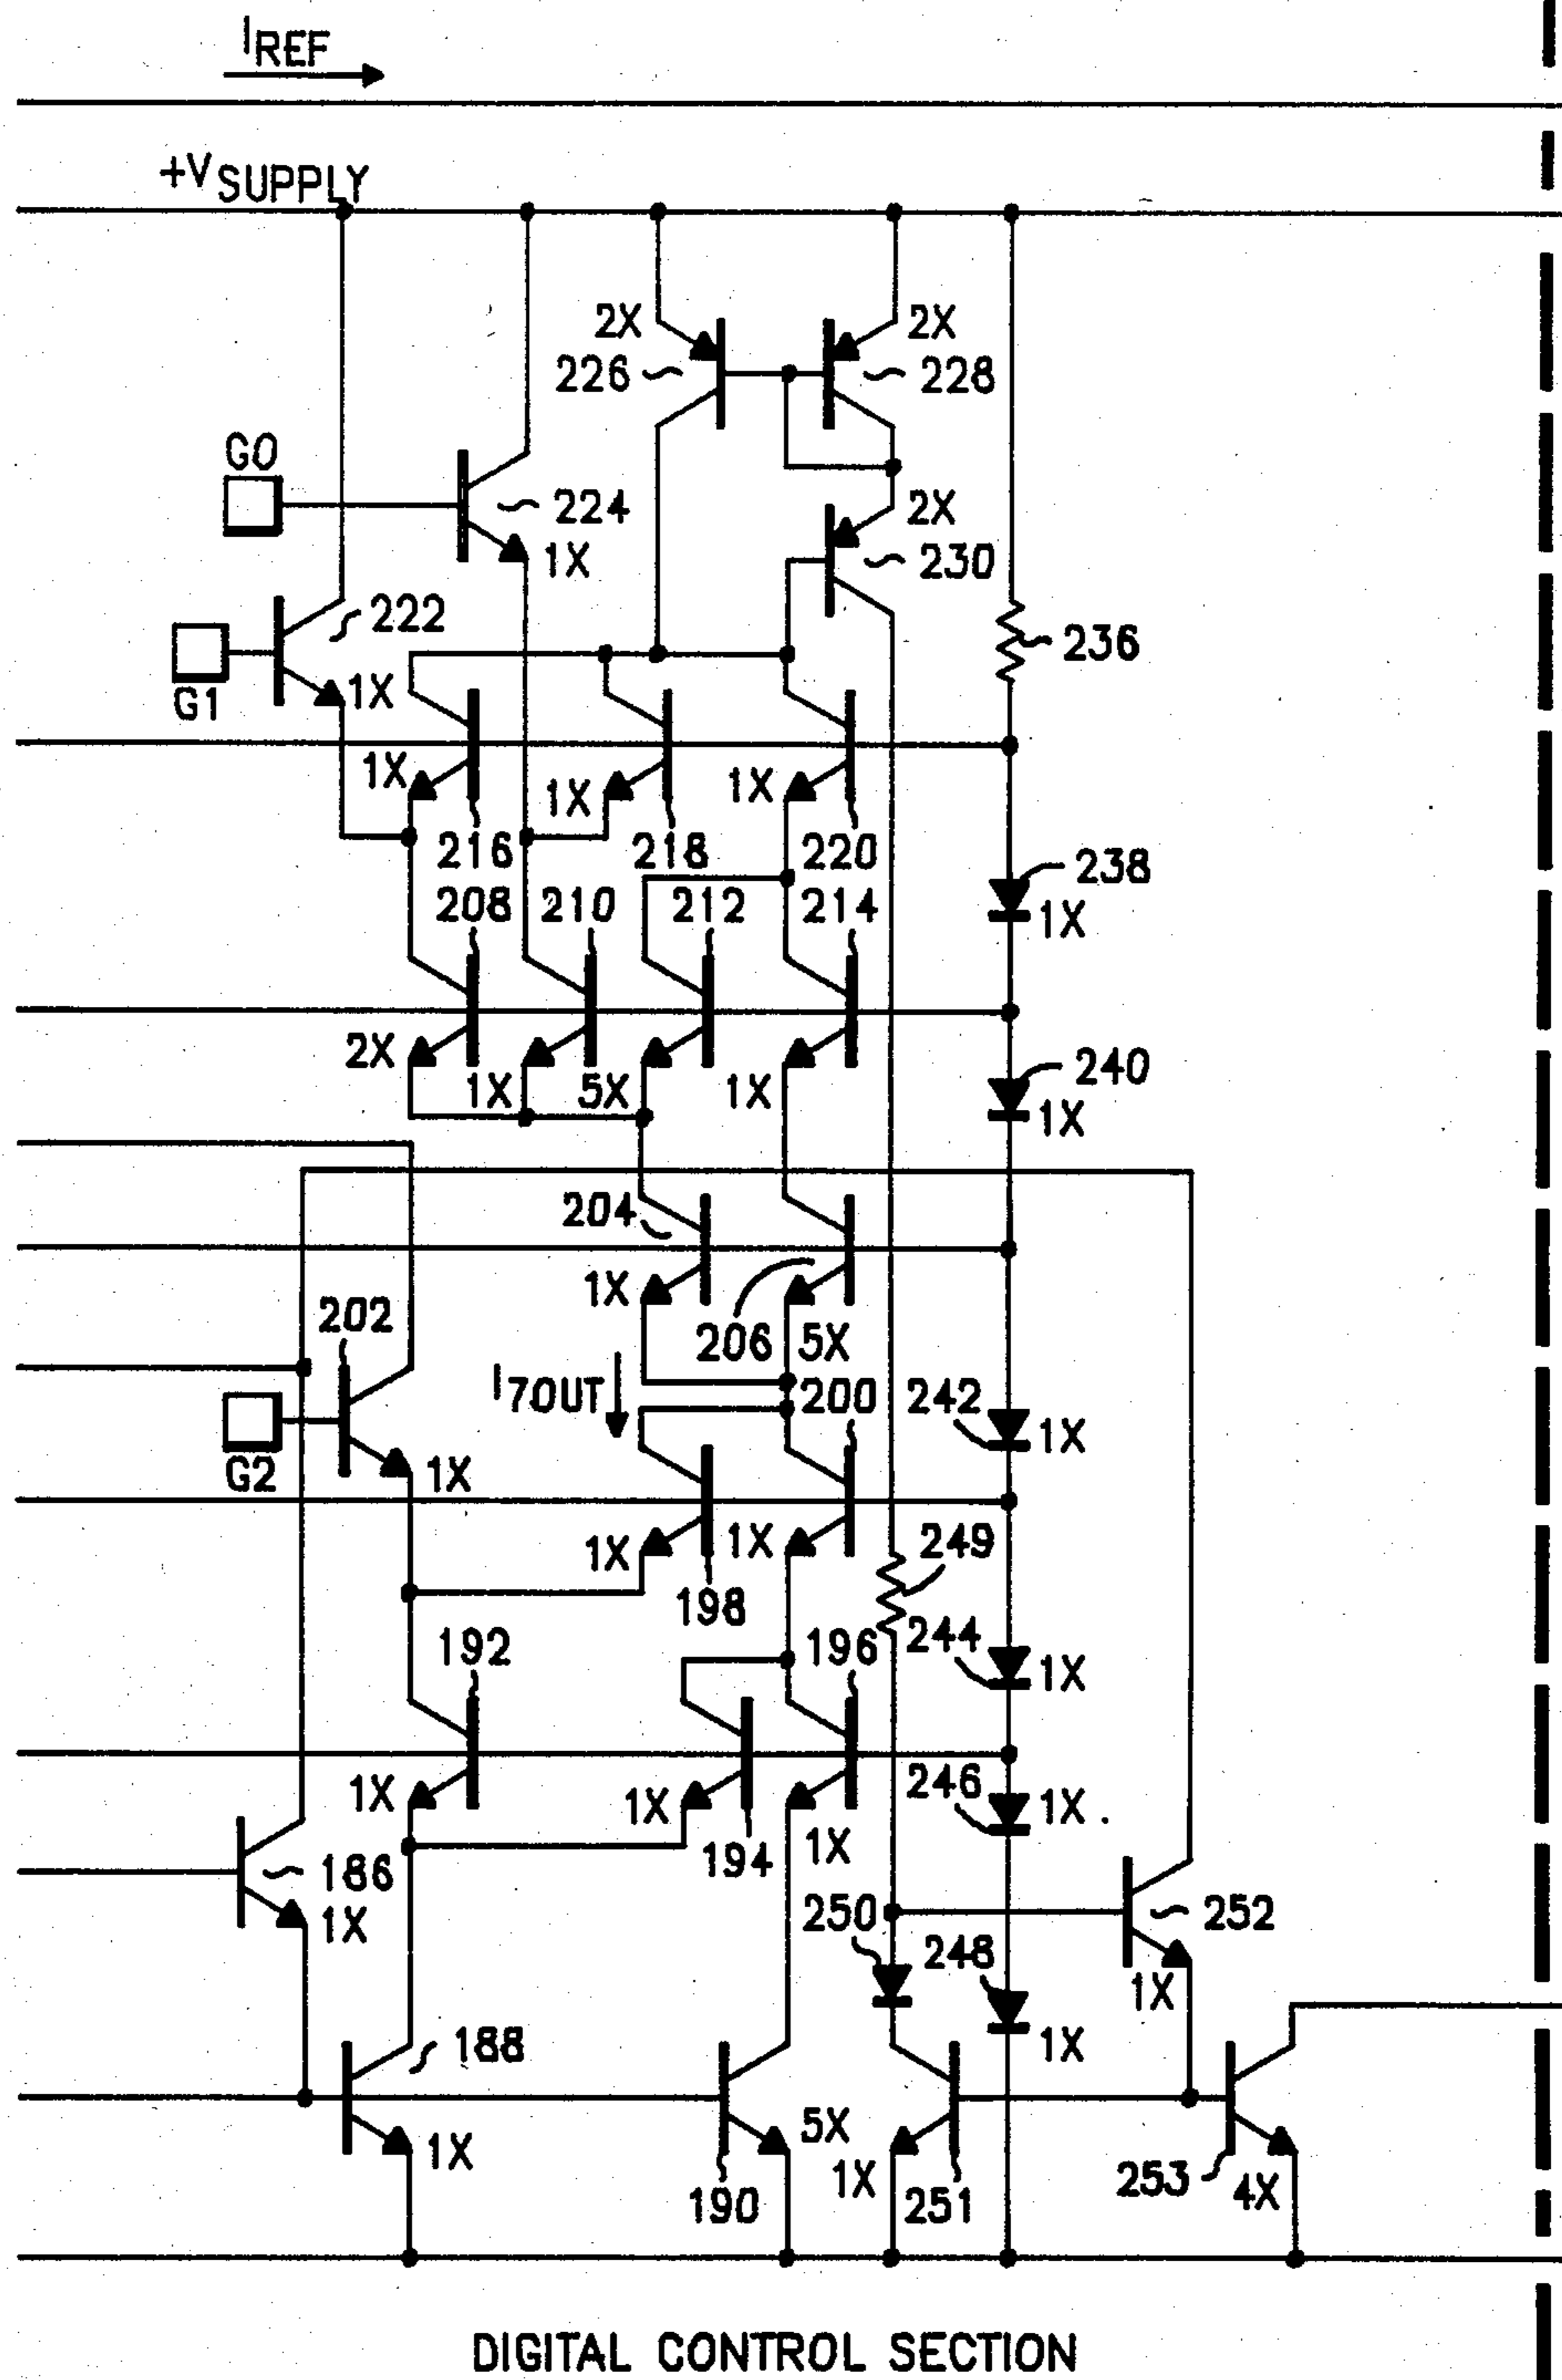 IREF
+VSUPPLY
2X
2X
226
228
G0
224
2X
1X
230
222
G1
1X
236
1X
1X
1X
216
218
220
238
1X
208
210
212
214
2X
1X
5X
1X
240
1X
204
1X
206
5X
202
I7OUT
200
242
1X
G2
1X
1X
1X
249
198
192
196
244
1X
1X
1X
246
1X
194
1X
186
1X
250
252
248
1X
188
1X
1X
5X
1X
190
251
253
4X
DIGITAL CONTROL SECTION